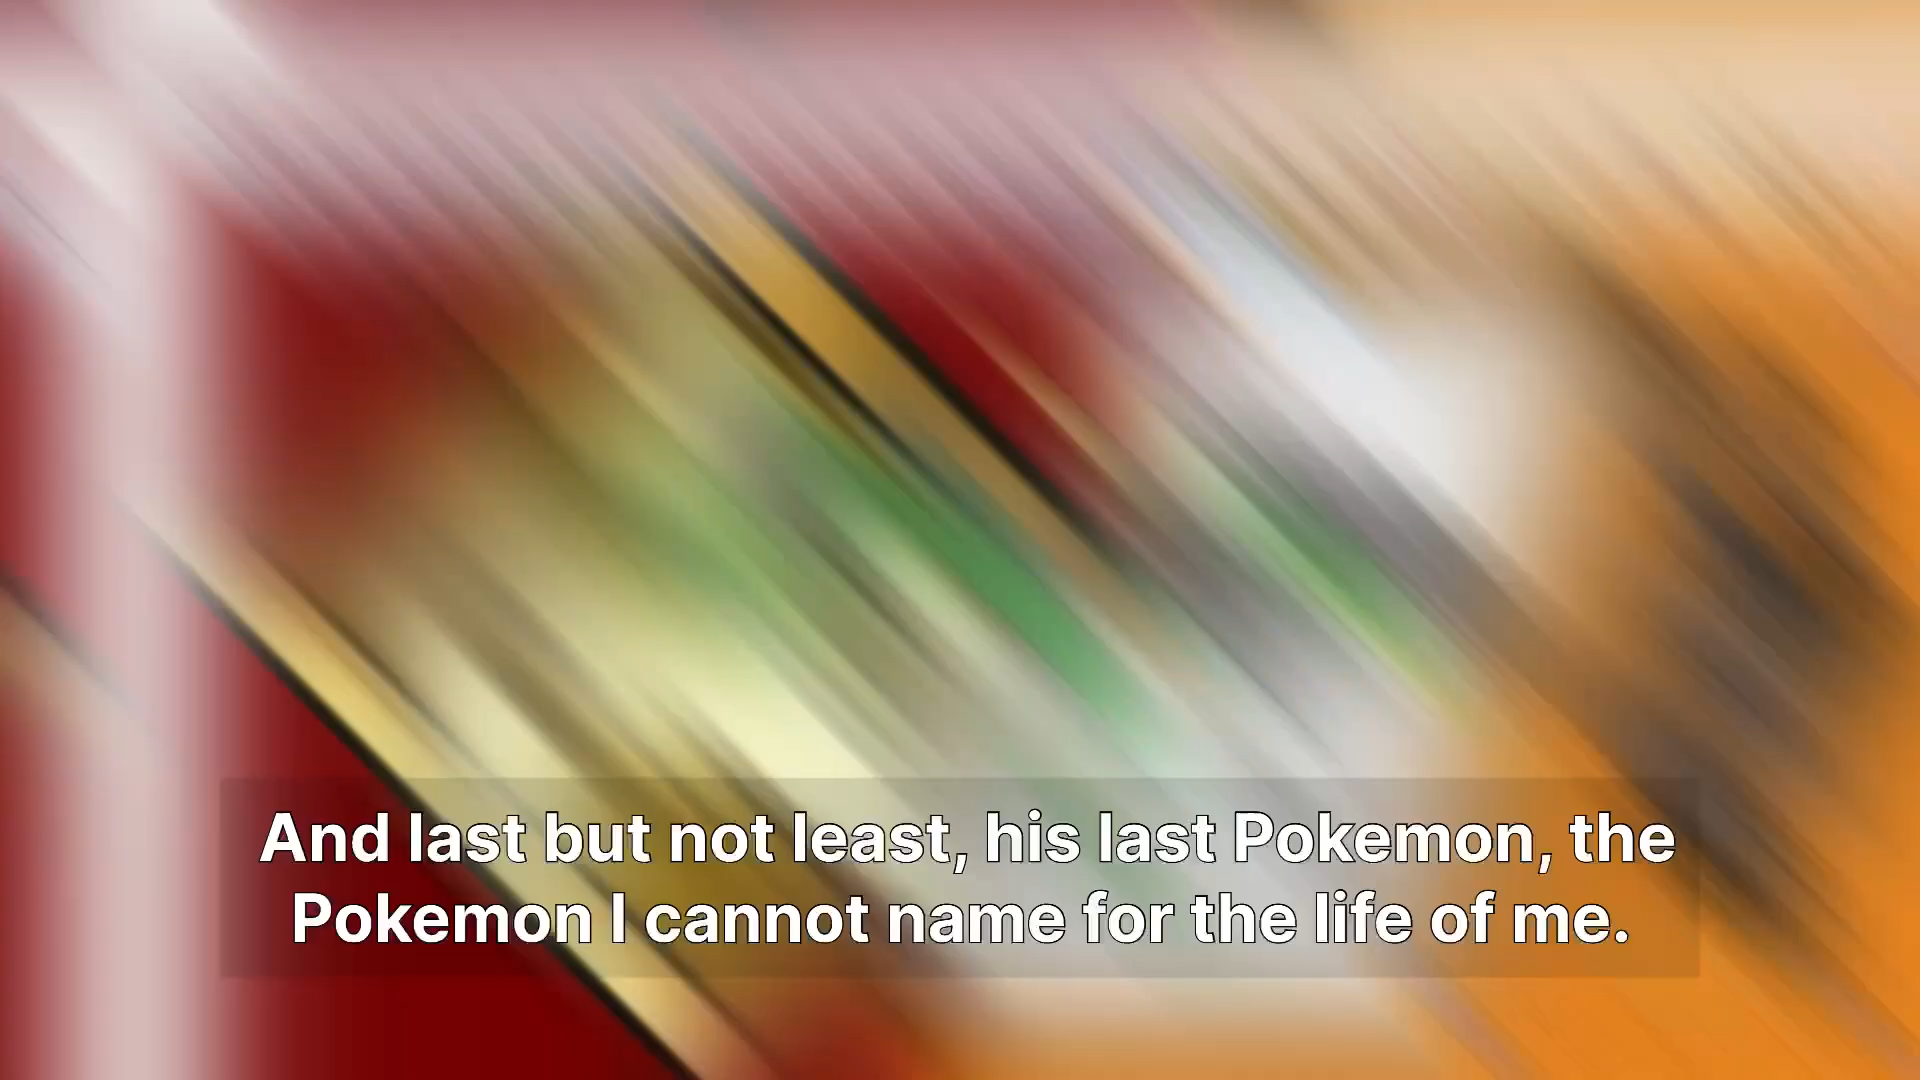 And last but not least, his last Pokemon, the
Pokemon I cannot name for the life of me.